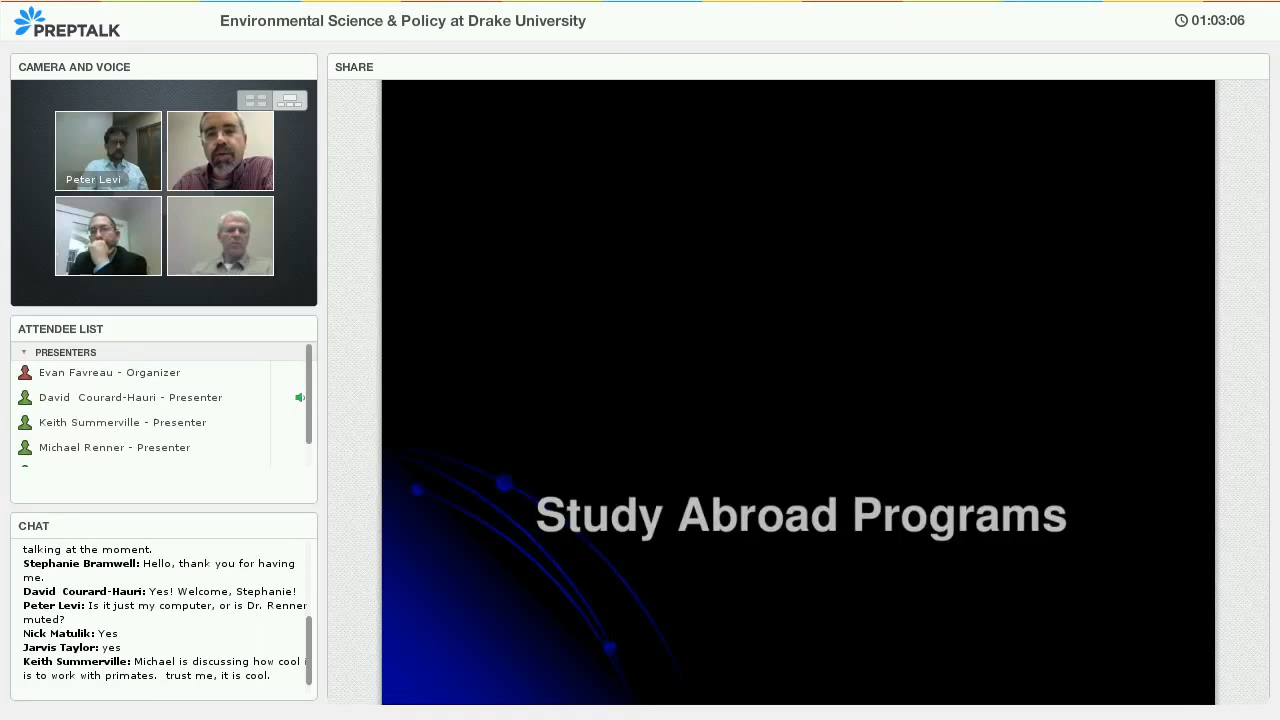 PREPTALK
Environmental Science & Policy at Drake University
01:03:06
CAMERA AND VOICE
Peter Levi
ATTENDEE LIST
PRESENTERS
Evan Favreau - Organizer
David  Courard-Hauri - Presenter
Keith Summerville - Presenter
Michael Renner - Presenter
CHAT
talking at the moment.
Stephanie Bramwell: Hello, thank you for having
me.
David  Courard-Hauri: Yes! Welcome, Stephanie!
Peter Levi: Is it just my computer, or is Dr. Renner
muted?
Nick Matulik: Yes
Jarvis Taylor: yes
Keith Summerville: Michael is discussing how cool
is to work with primates.  trust me, it is cool.
SHARE
Study Abroad Programs